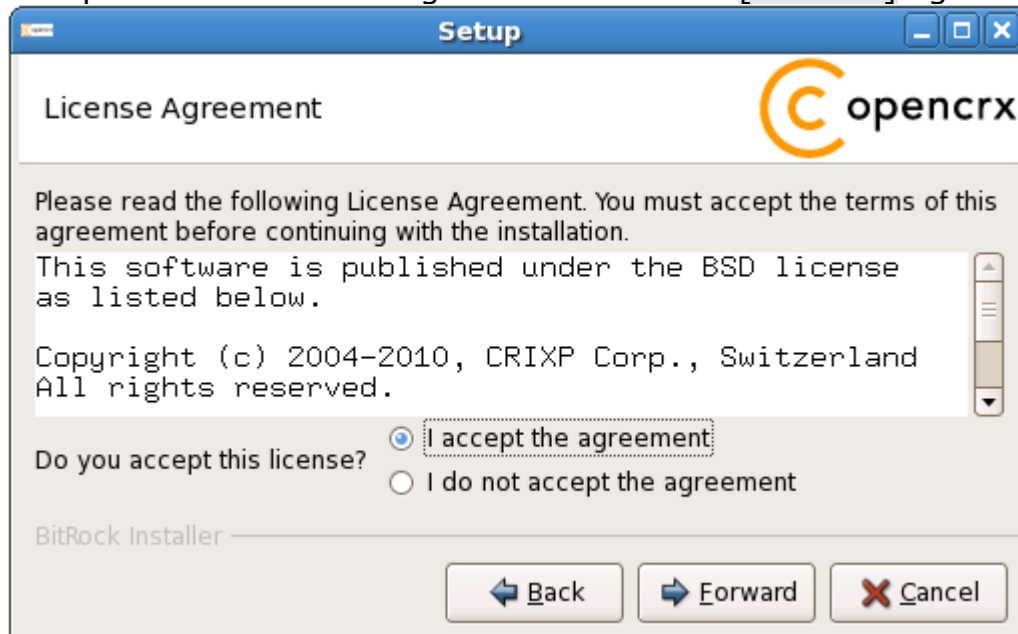 Setup
License Agreement
opencrx
Please read the following License Agreement. You must accept the terms of this
agreement before continuing with the installation.
This software is published under the BSD license
as listed below.
Copyright (c) 2004-2010, CRIXP Corp., Switzerland
All rights reserved.
Do you accept this license?
I accept the agreement
I do not accept the agreement
BitRock Installer
Back
Forward
Cancel